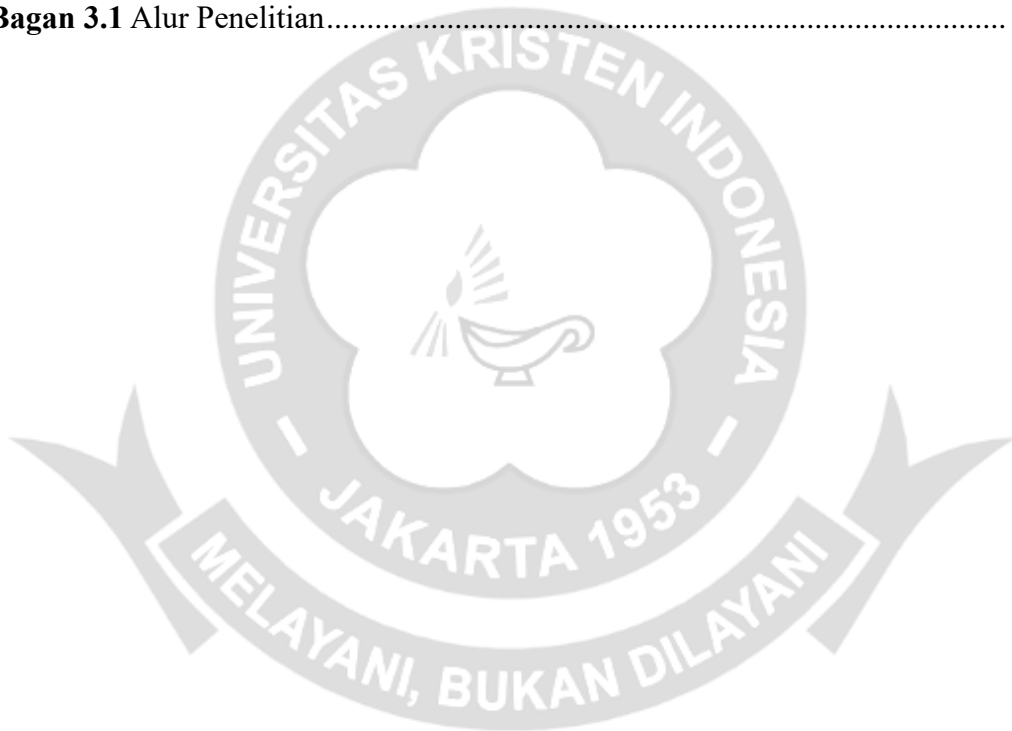 Bagan 3.1 Alur Penelitian....................................................................................
UNIVERSITAS KRISTEN INDONESIA
JAKARTA 1953
MELAYANI, BUKAN DILAYANI